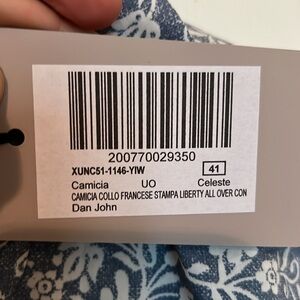 200770029350
XUNC51-1146-YIW 41
Camicia UO Celeste
CAMICIA COLLO FRANCESE STAMPA LIBERTY ALL OVER CON
Dan John